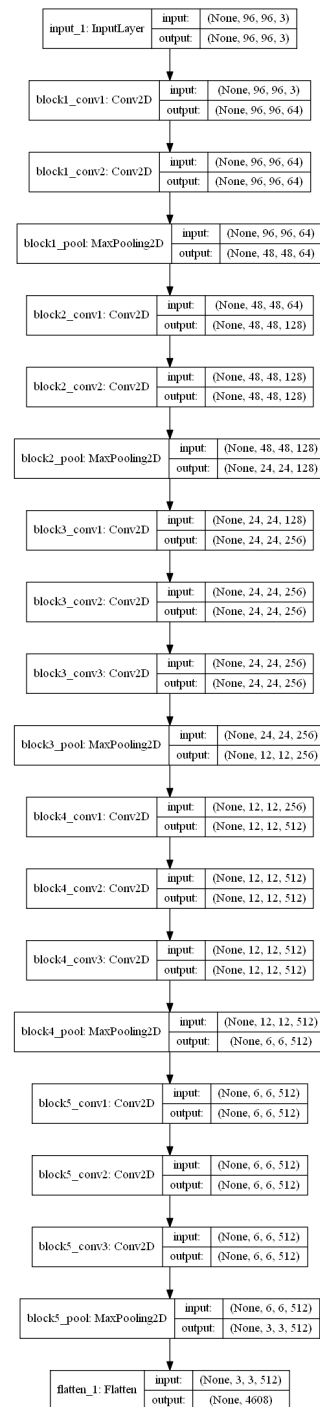 input_1: InputLayer input: (None, 96, 96, 3)
output: (None, 96, 96, 3)
block1_conv1: Conv2D input: (None, 96, 96, 3)
output: (None, 96, 96, 64)
block1_conv2: Conv2D input: (None, 96, 96, 64)
output: (None, 96, 96, 64)
block1_pool: MaxPooling2D input: (None, 96, 96, 64)
output: (None, 48, 48, 64)
block2_conv1: Conv2D input: (None, 48, 48, 64)
output: (None, 48, 48, 128)
block2_conv2: Conv2D input: (None, 48, 48, 128)
output: (None, 48, 48, 128)
block2_pool: MaxPooling2D input: (None, 48, 48, 128)
output: (None, 24, 24, 128)
block3_conv1: Conv2D input: (None, 24, 24, 128)
output: (None, 24, 24, 256)
block3_conv2: Conv2D input: (None, 24, 24, 256)
output: (None, 24, 24, 256)
block3_conv3: Conv2D input: (None, 24, 24, 256)
output: (None, 24, 24, 256)
block3_pool: MaxPooling2D input: (None, 24, 24, 256)
output: (None, 12, 12, 256)
block4_conv1: Conv2D input: (None, 12, 12, 256)
output: (None, 12, 12, 512)
block4_conv2: Conv2D input: (None, 12, 12, 512)
output: (None, 12, 12, 512)
block4_conv3: Conv2D input: (None, 12, 12, 512)
output: (None, 12, 12, 512)
block4_pool: MaxPooling2D input: (None, 12, 12, 512)
output: (None, 6, 6, 512)
block5_conv1: Conv2D input: (None, 6, 6, 512)
output: (None, 6, 6, 512)
block5_conv2: Conv2D input: (None, 6, 6, 512)
output: (None, 6, 6, 512)
block5_conv3: Conv2D input: (None, 6, 6, 512)
output: (None, 6, 6, 512)
block5_pool: MaxPooling2D input: (None, 6, 6, 512)
output: (None, 3, 3, 512)
flatten_1: Flatten input: (None, 3, 3, 512)
output: (None, 4608)